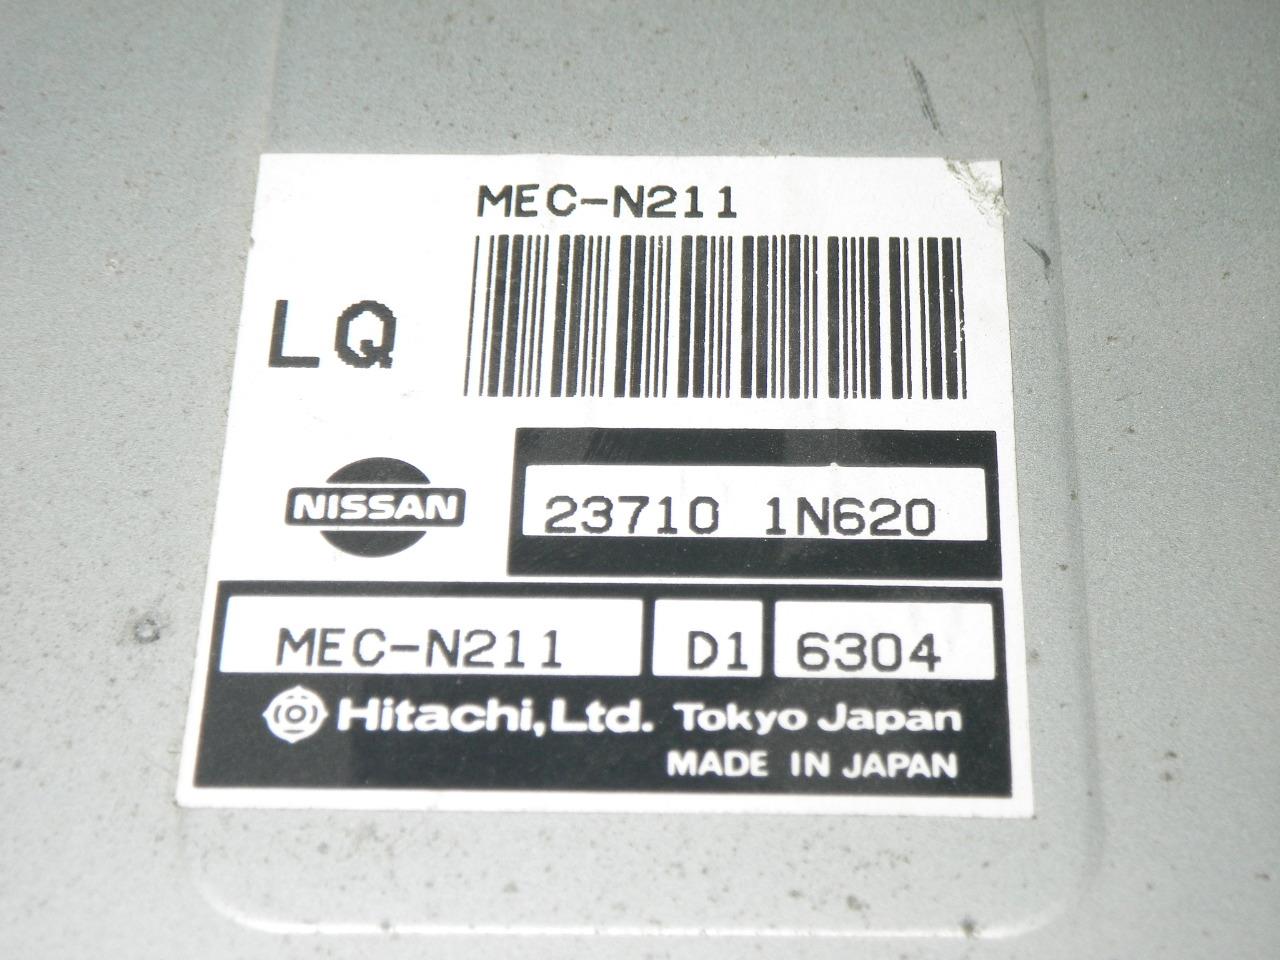 MEC-N211
LQ
NISSAN
23710 1N620
MEC-N211 D1 6304
Hitachi, Ltd. Tokyo Japan
MADE IN JAPAN